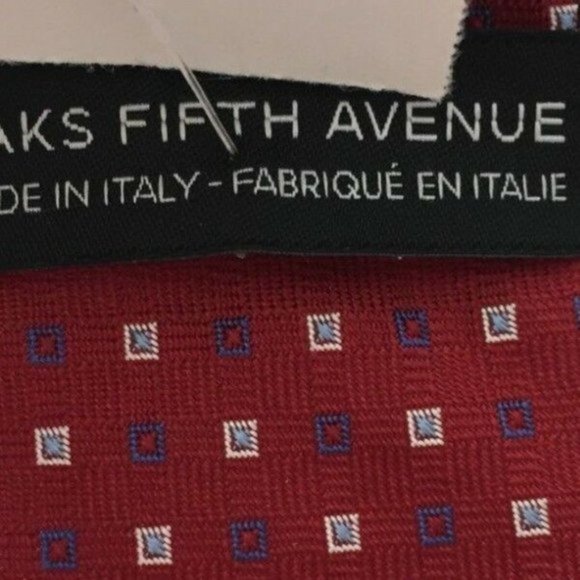 AKS FIFTH AVENUE
DE IN ITALY - FABRIQUÉ EN ITALIE